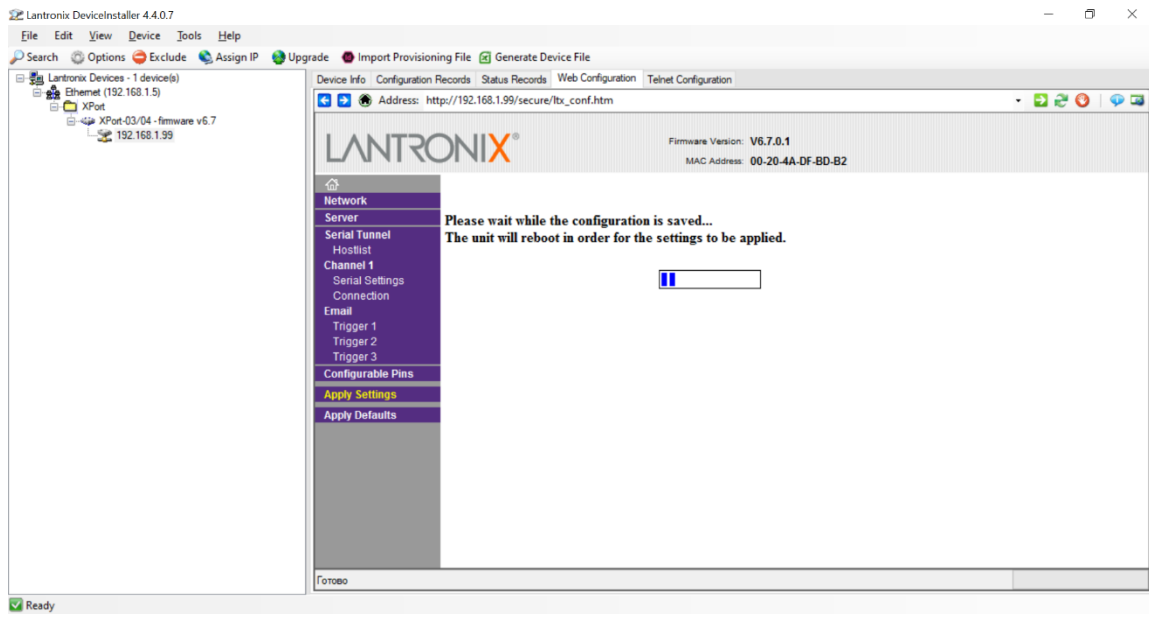 Lantronix DeviceInstaller 4.4.0.7
File Edit View Device Tools Help
Search Options Exclude Assign IP Upgrade Import Provisioning File Generate Device File
Lantronix Devices - 1 device(s)
Ethernet (192.168.1.5)
XPort
XPort-03/04 - firmware v6.7
192.168.1.99
Device Info Configuration Records Status Records Web Configuration Telnet Configuration
Address: http://192.168.1.99/secure/ltx_conf.htm
LANTRONIX®
Firmware Version: V6.7.0.1
MAC Address: 00-20-4A-DF-BD-B2
Network
Server
Serial Tunnel
Hostlist
Channel 1
Serial Settings
Connection
Email
Trigger 1
Trigger 2
Trigger 3
Configurable Pins
Apply Settings
Apply Defaults
Please wait while the configuration is saved...
The unit will reboot in order for the settings to be applied.
Готово
Ready